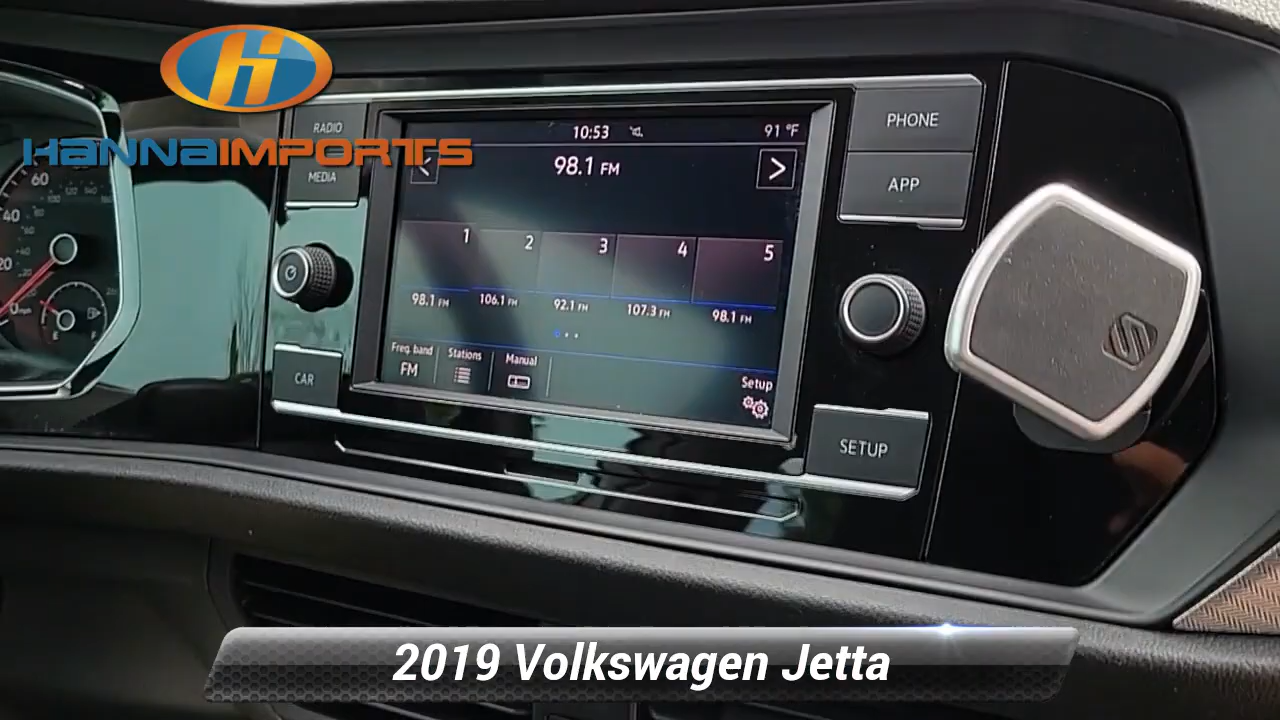 HANNAIMPORTS
RADIO
MEDIA
10:53
91 °F
98.1 FM
PHONE
APP
1
2
3
4
5
98.1 FM
106.1 FM
92.1 FM
107.3 FM
98.1 FM
Freq. band
FM
Stations
Manual
Setup
CAR
SETUP
60
40
20
0 mph
E
F
2019 Volkswagen Jetta